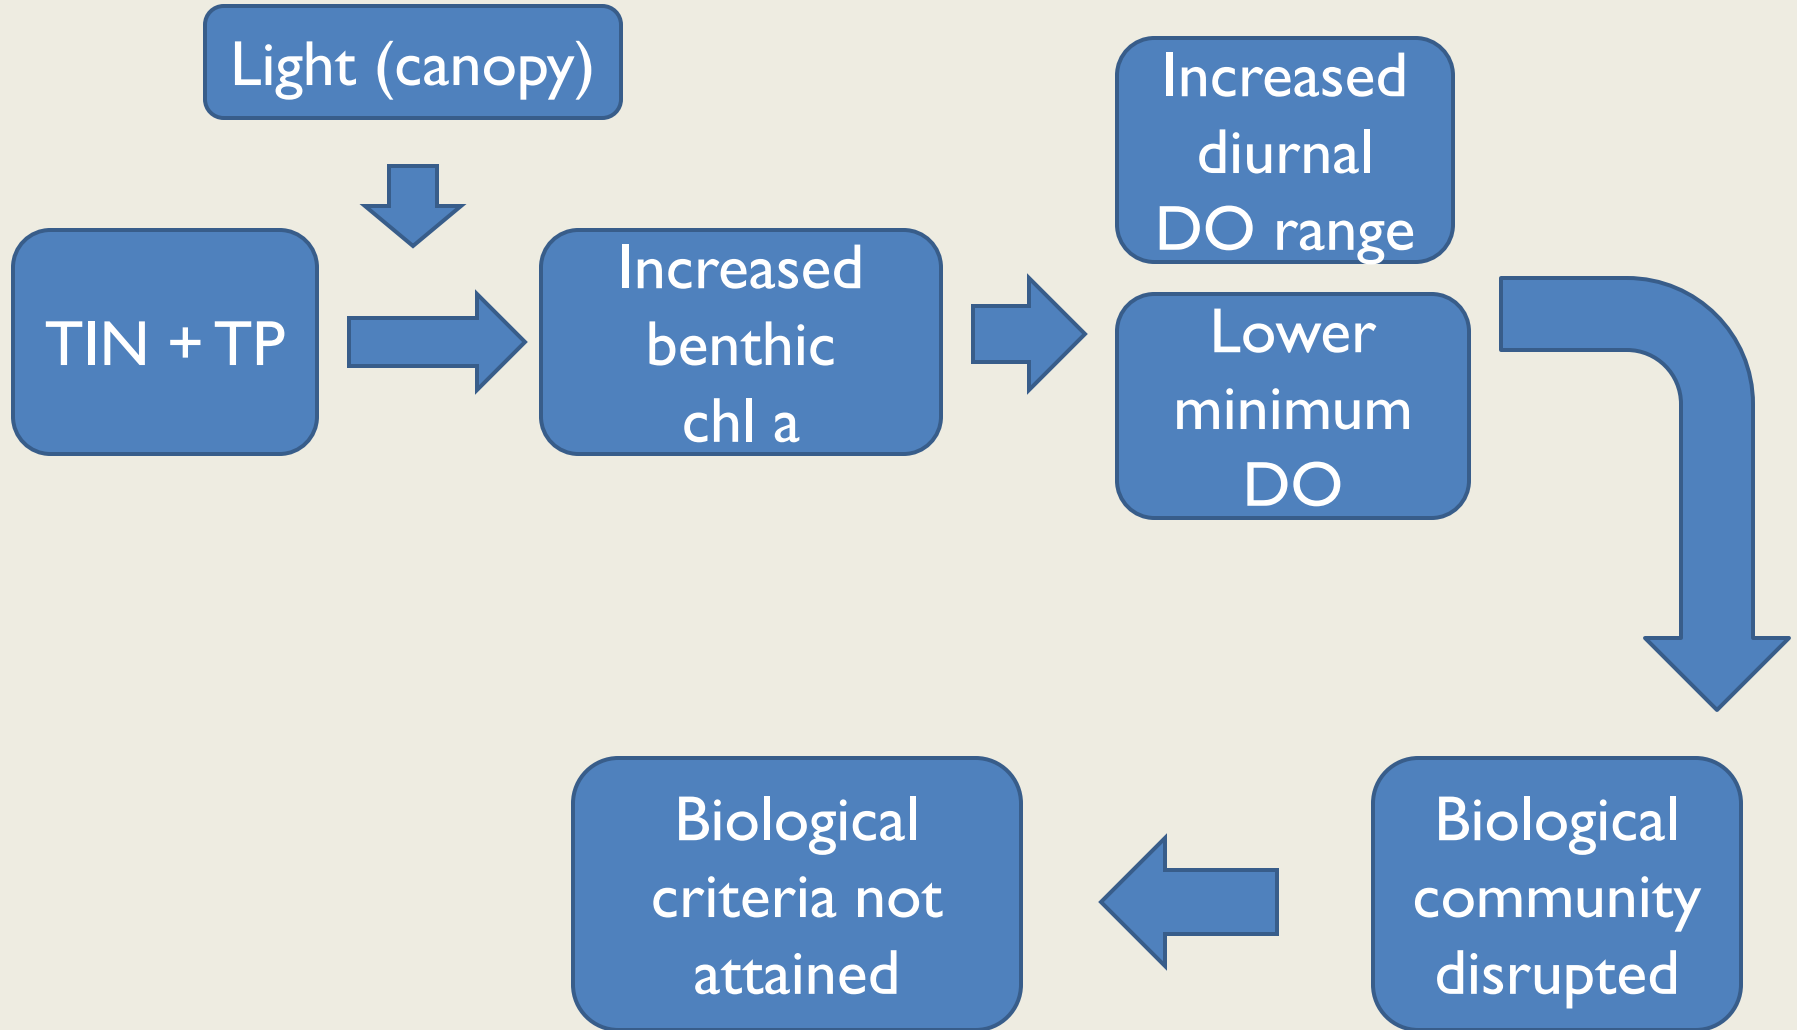 Light (canopy)
TIN + TP
Increased
benthic
chl a
Increased
diurnal
DO range
Lower
minimum
DO
Biological
community
disrupted
Biological
criteria not
attained